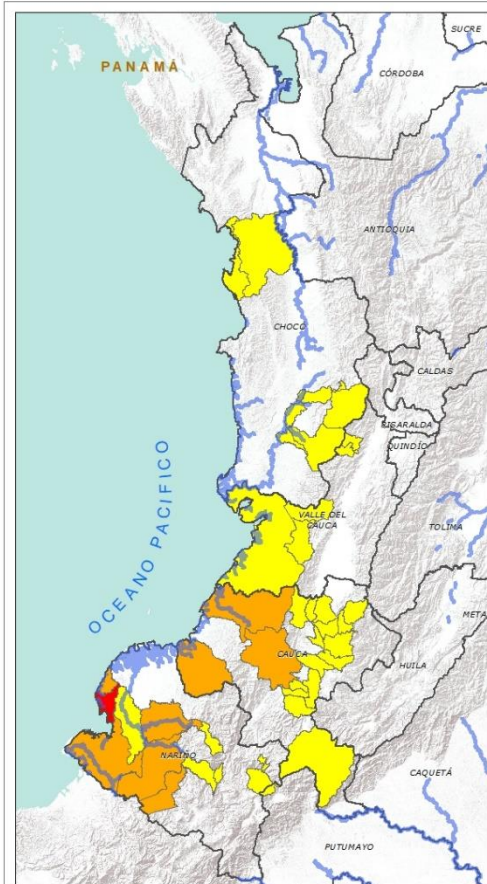 SUCRE
PANAMÁ
CÓRDOBA
ANTIOQUIA
CHOCÓ
CALDAS
RISARALDA
QUINDÍO
VALLE DEL
CAUCA
TOLIMA
OCEANO PACIFICO
META
CAUCA
HUILA
NARIÑO
CAQUETÁ
PUTUMAYO